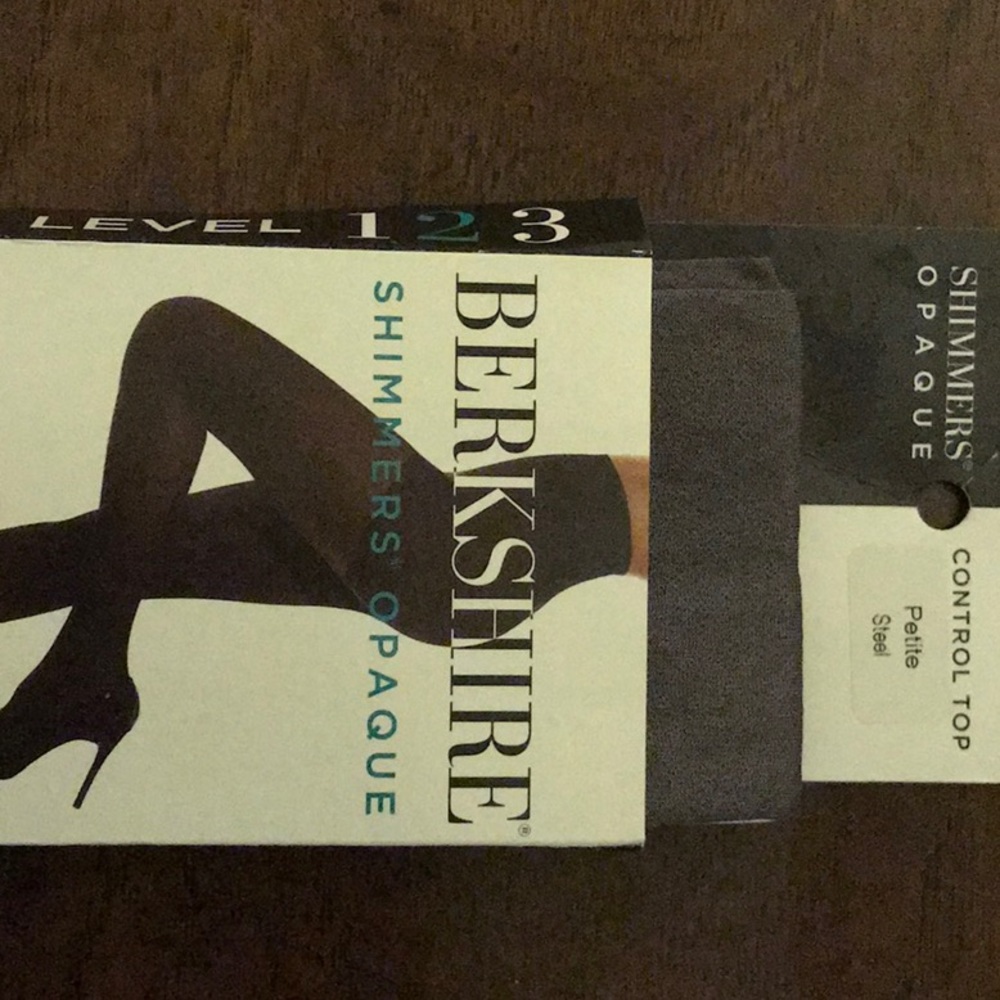 LEVEL 1 2 3
BERKSHIRE®
SHIMMERS® OPAQUE
SHIMMERS®
OPAQUE
CONTROL TOP
Petite
Steel